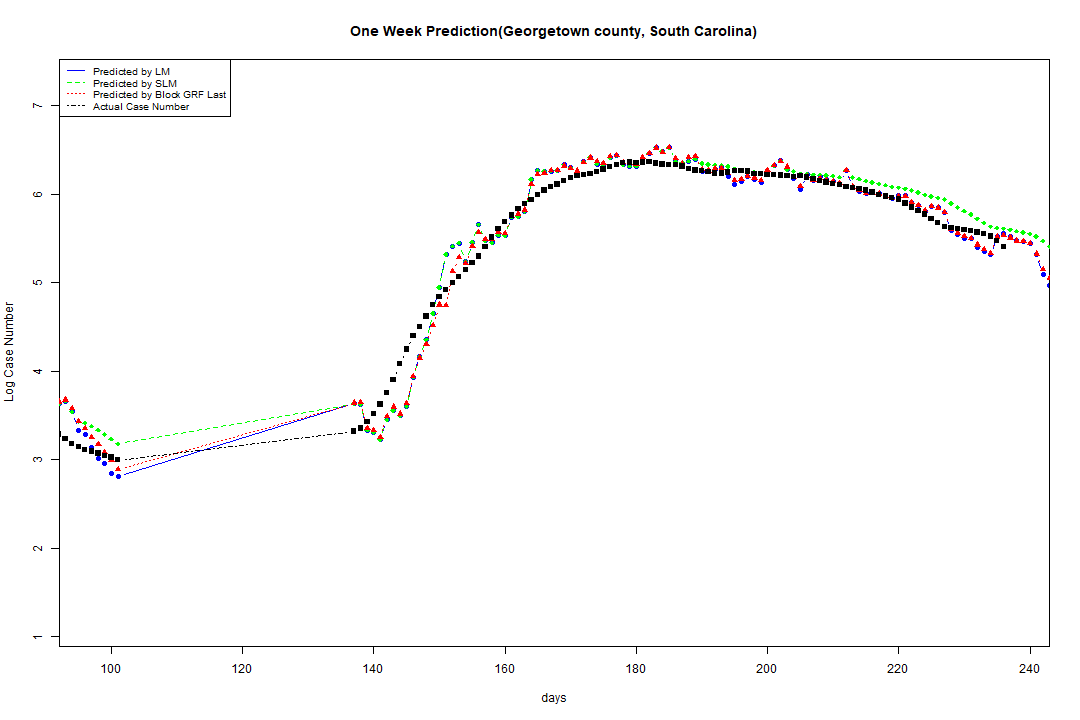 One Week Prediction(Georgetown county, South Carolina)
Predicted by LM
Predicted by SLM
Predicted by Block GRF Last
Actual Case Number
7
6
5
4
3
2
1
Log Case Number
100 120 140 160 180 200 220 240
days